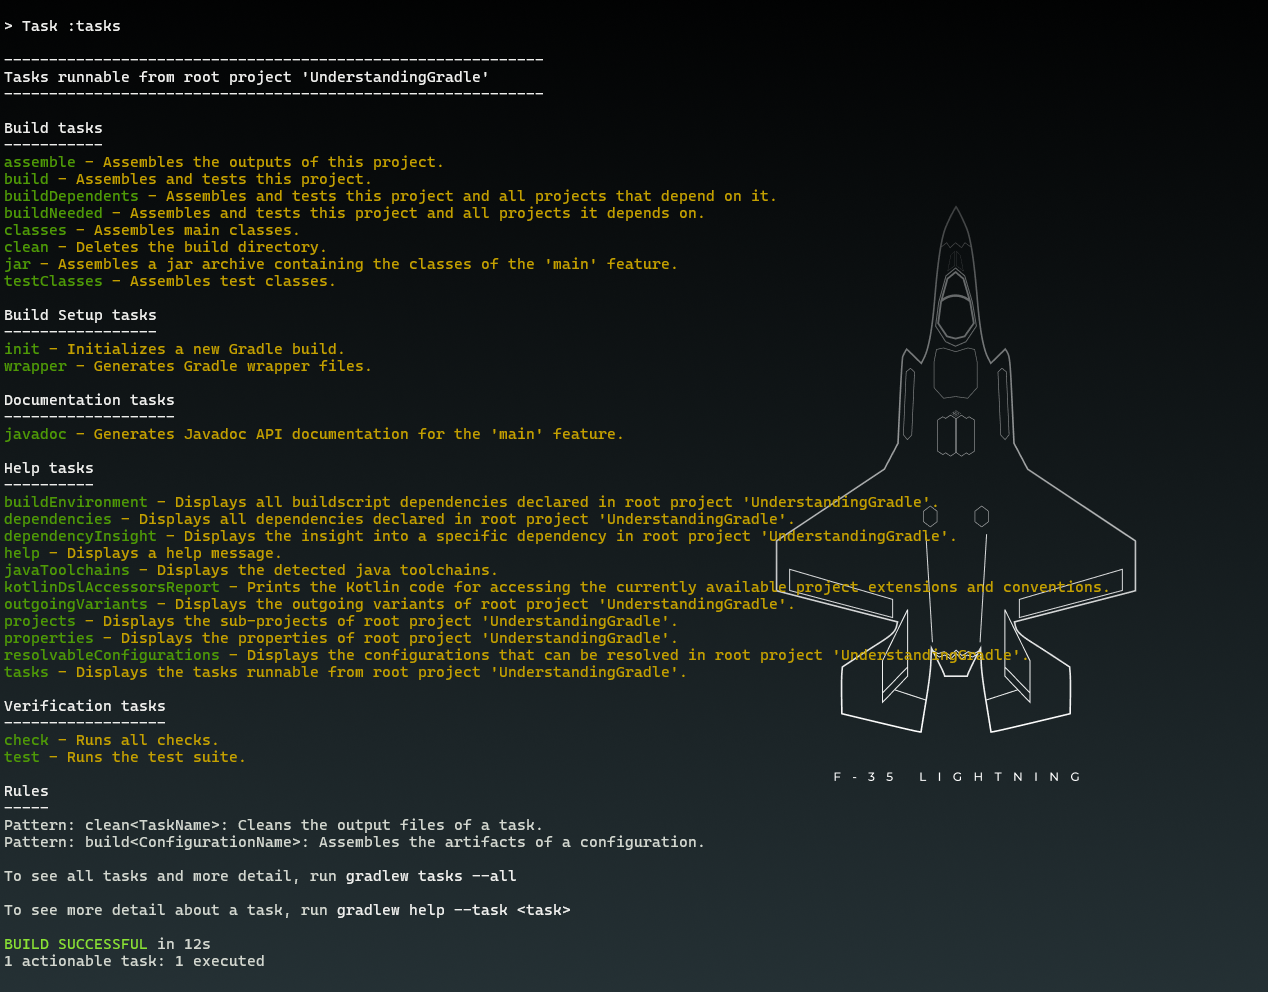 > Task :tasks
------------------------------------------------------------
Tasks runnable from root project 'UnderstandingGradle'
------------------------------------------------------------
Build tasks
-----------
assemble - Assembles the outputs of this project.
build - Assembles and tests this project.
buildDependents - Assembles and tests this project and all projects that depend on it.
buildNeeded - Assembles and tests this project and all projects it depends on.
classes - Assembles main classes.
clean - Deletes the build directory.
jar - Assembles a jar archive containing the classes of the 'main' feature.
testClasses - Assembles test classes.
Build Setup tasks
-----------------
init - Initializes a new Gradle build.
wrapper - Generates Gradle wrapper files.
Documentation tasks
-------------------
javadoc - Generates Javadoc API documentation for the 'main' feature.
Help tasks
----------
buildEnvironment - Displays all buildscript dependencies declared in root project 'UnderstandingGradle'.
dependencies - Displays all dependencies declared in root project 'UnderstandingGradle'.
dependencyInsight - Displays the insight into a specific dependency in root project 'UnderstandingGradle'.
help - Displays a help message.
javaToolchains - Displays the detected java toolchains.
kotlinDslAccessorsReport - Prints the Kotlin code for accessing the currently available project extensions and conventions.
outgoingVariants - Displays the outgoing variants of root project 'UnderstandingGradle'.
projects - Displays the sub-projects of root project 'UnderstandingGradle'.
properties - Displays the properties of root project 'UnderstandingGradle'.
resolvableConfigurations - Displays the configurations that can be resolved in root project 'UnderstandingGradle'.
tasks - Displays the tasks runnable from root project 'UnderstandingGradle'.
Verification tasks
------------------
check - Runs all checks.
test - Runs the test suite.
F-35 LIGHTNING
Rules
-----
Pattern: clean<TaskName>: Cleans the output files of a task.
Pattern: build<ConfigurationName>: Assembles the artifacts of a configuration.
To see all tasks and more detail, run gradlew tasks --all
To see more detail about a task, run gradlew help --task <task>
BUILD SUCCESSFUL in 12s
1 actionable task: 1 executed